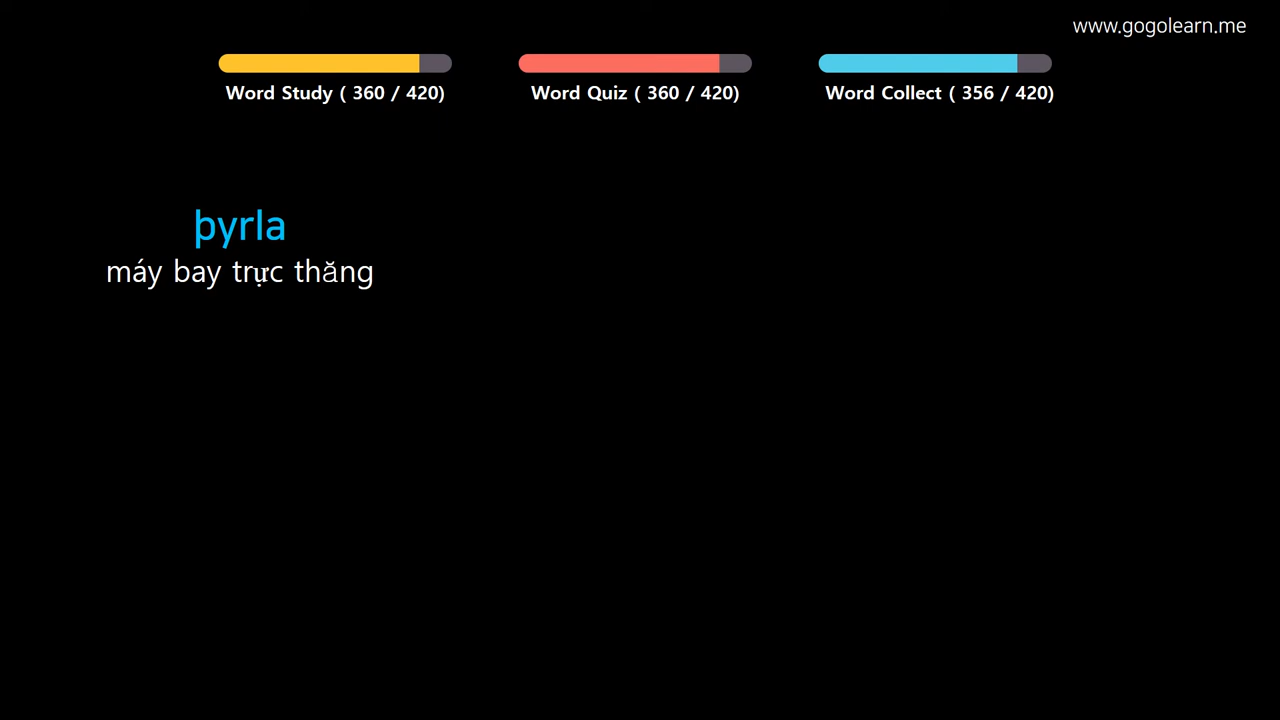 www.gogolearn.me
Word Study ( 360 / 420)
Word Quiz ( 360 / 420)
Word Collect ( 356 / 420)
þyrla
máy bay trực thăng